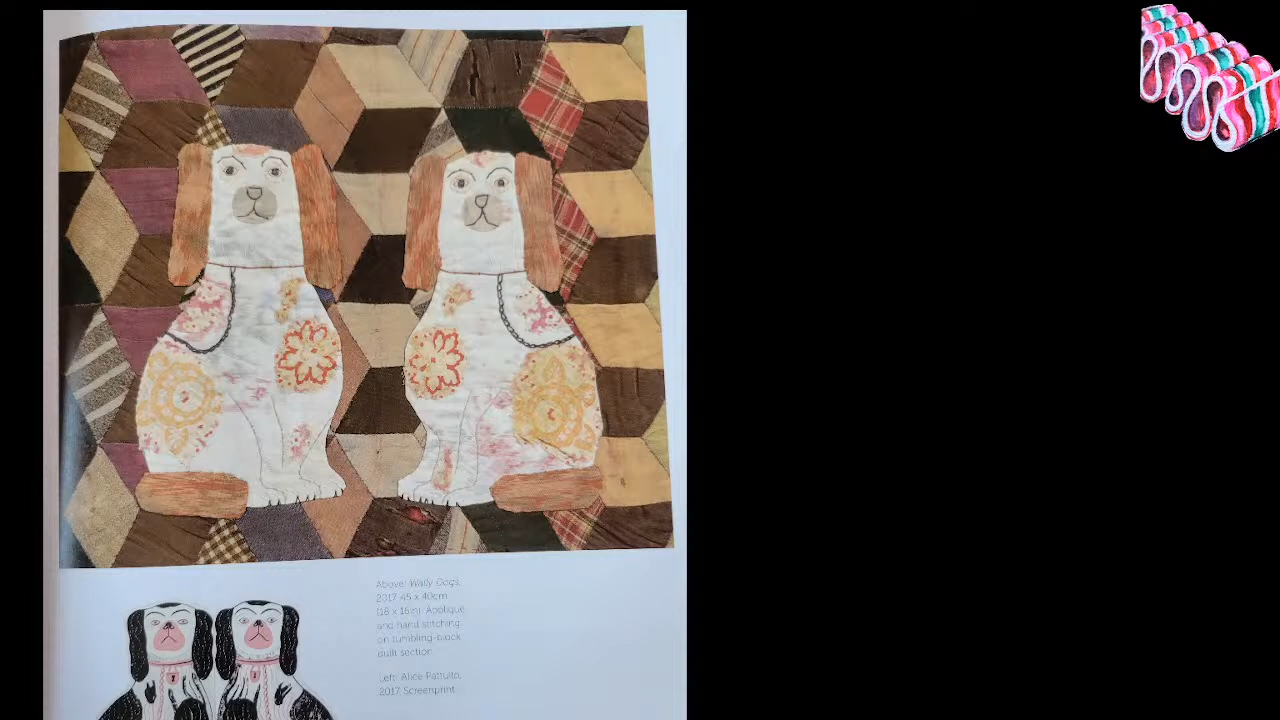 Above: Wally Dogs,
2017. 45 x 40cm
(18 x 16in). Appliqué
and hand stitching
on tumbling-block
quilt section.
Left: Alice Pattullo,
2017. Screenprint.